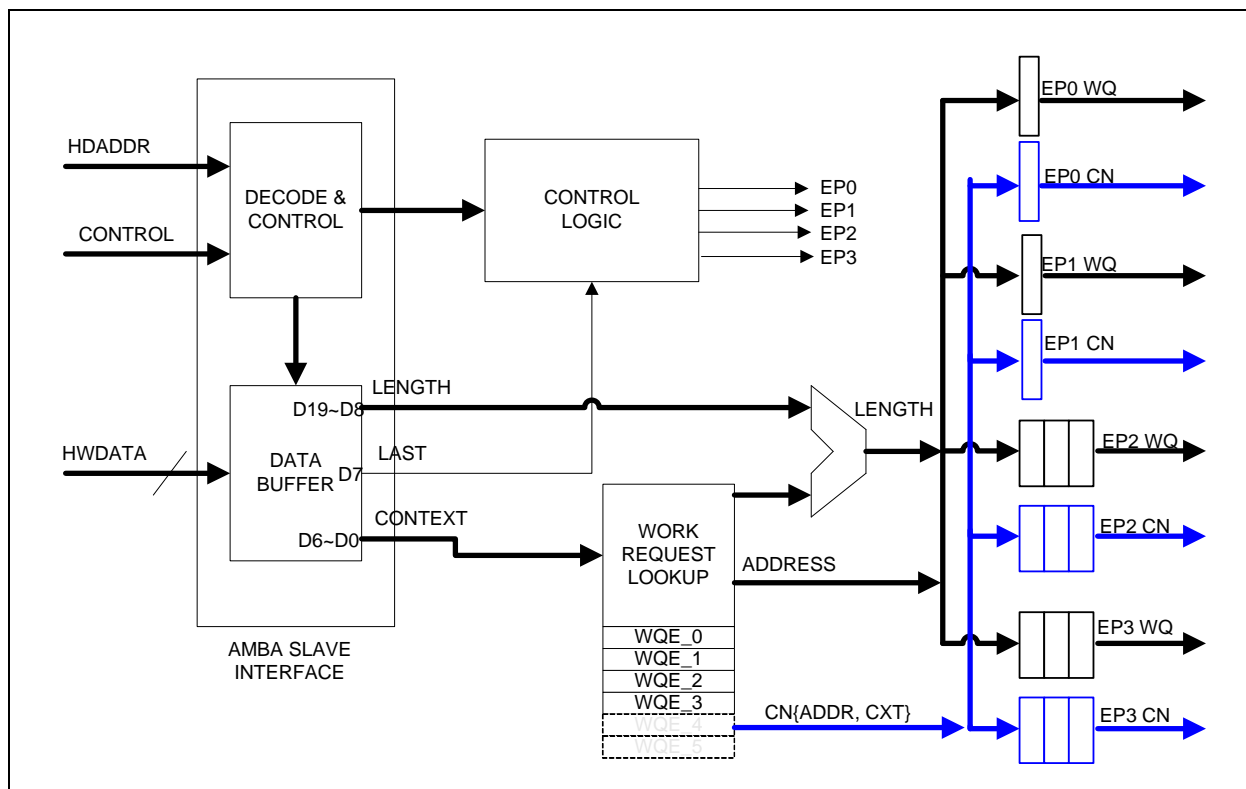 HDADDR
CONTROL
HWDATA
DECODE &
CONTROL
D19~D8
DATA
BUFFER
D7
D6~D0
AMBA SLAVE
INTERFACE
CONTROL
LOGIC
EP0
EP1
EP2
EP3
LENGTH
LAST
CONTEXT
WORK
REQUEST
LOOKUP
WQE_0
WQE_1
WQE_2
WQE_3
WQE_4
WQE_5
LENGTH
ADDRESS
CN{ADDR, CXT}
EP0 WQ
EP0 CN
EP1 WQ
EP1 CN
EP2 WQ
EP2 CN
EP3 WQ
EP3 CN